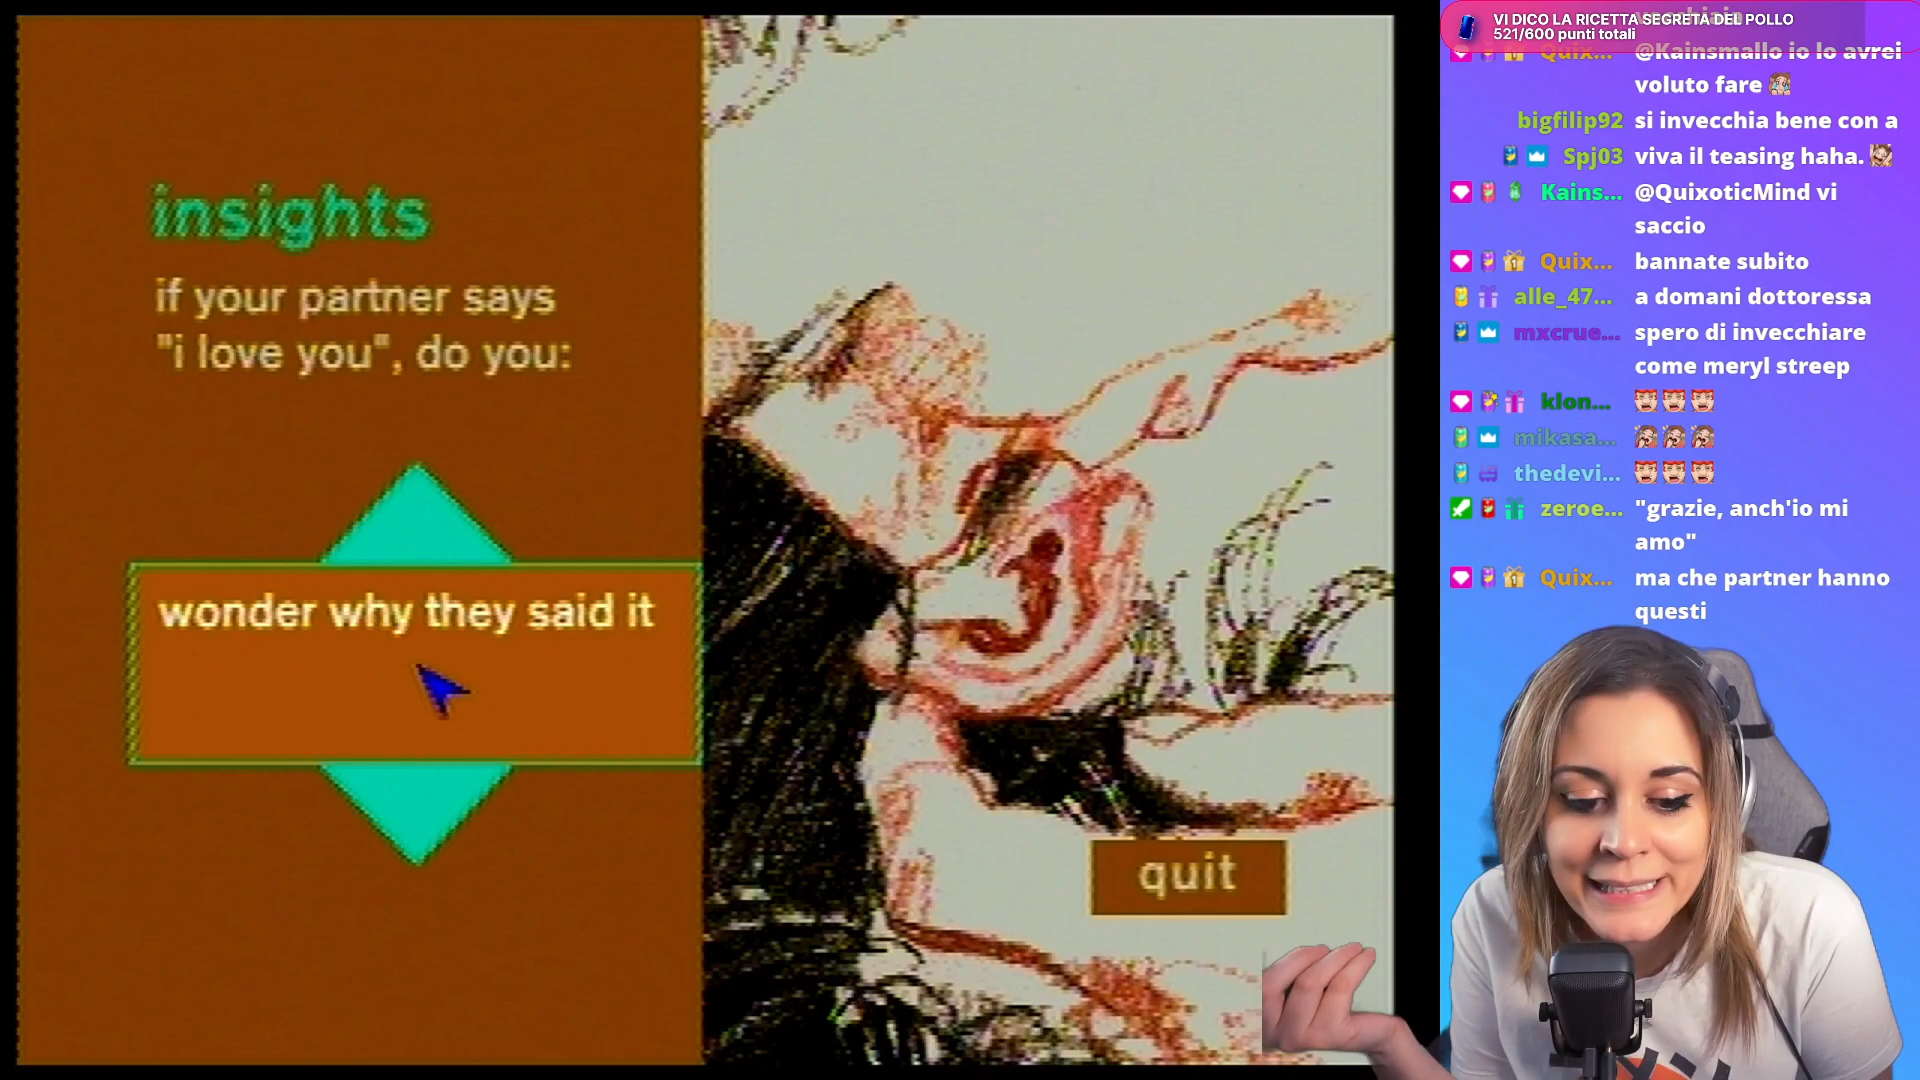 insights
if your partner says
"i love you", do you:
wonder why they said it
quit
VI DICO LA RICETTA SEGRETA DEL POLLO
521/600 punti totali
Quix... @Kainsmallo io lo avrei
voluto fare
bigfilip92 si invecchia bene con a
Spj03 viva il teasing haha.
Kains... @QuixoticMind vi
saccio
Quix... bannate subito
alle_47... a domani dottoressa
mxcrue... spero di invecchiare
come meryl streep
klon...
mikasa...
thedevi...
zeroe... "grazie, anch'io mi
amo"
Quix... ma che partner hanno
questi